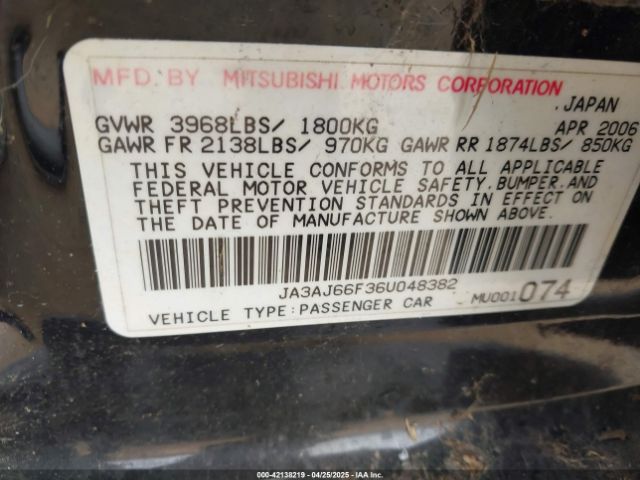 MFD. BY MITSUBISHI MOTORS CORPORATION
.JAPAN
GVWR 3968LBS/ 1800KG APR 2006
GAWR FR 2138LBS/ 970KG GAWR RR 1874LBS/ 850KG
THIS VEHICLE CONFORMS TO ALL APPLICABLE
FEDERAL MOTOR VEHICLE SAFETY,BUMPER,AND
THEFT PREVENTION STANDARDS IN EFFECT ON
THE DATE OF MANUFACTURE SHOWN ABOVE.
JA3AJ66F36U048382
VEHICLE TYPE:PASSENGER CAR MU001074
000-42138219 - 04/25/2025 - IAA Inc.